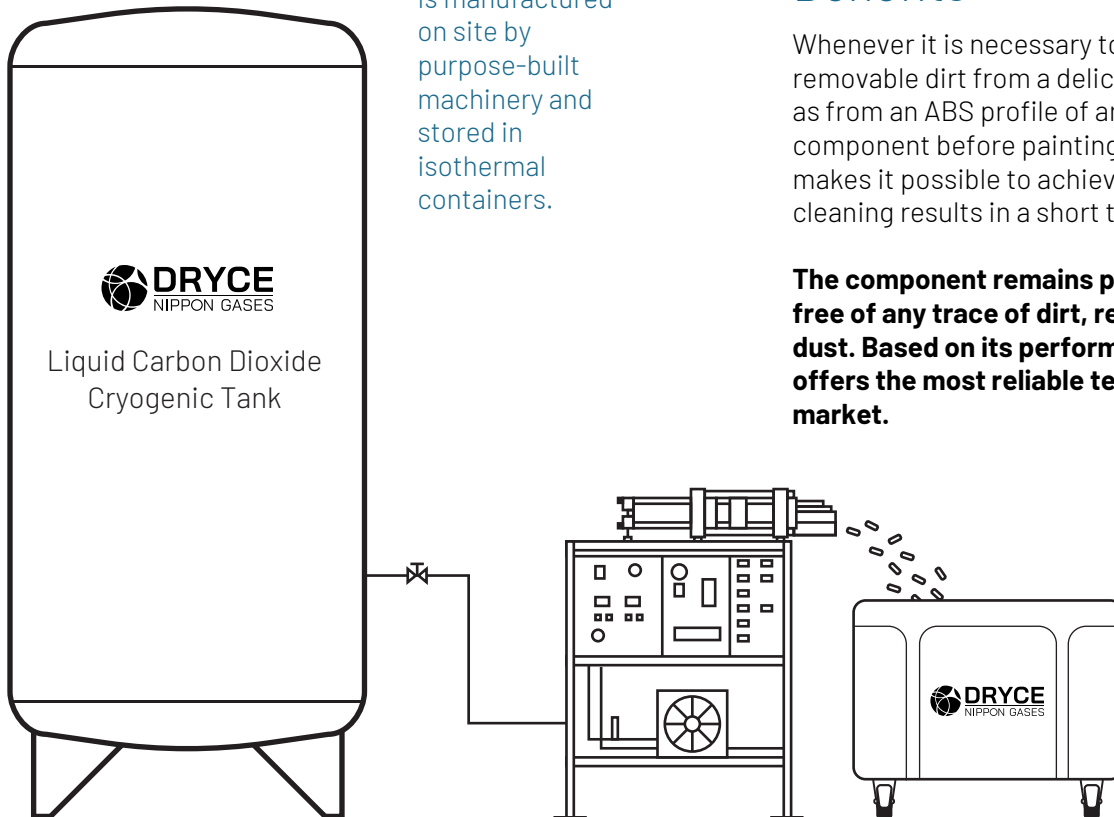 on site by
purpose-built
machinery and
stored in
isothermal
containers.
Whenever it is necessary to
removable dirt from a delic
as from an ABS profile of a
component before painting
makes it possible to achiev
cleaning results in a short t
The component remains p
free of any trace of dirt, re
dust. Based on its perform
offers the most reliable te
market.
DRYCE
NIPPON GASES
Liquid Carbon Dioxide
Cryogenic Tank
DRYCE
NIPPON GASES